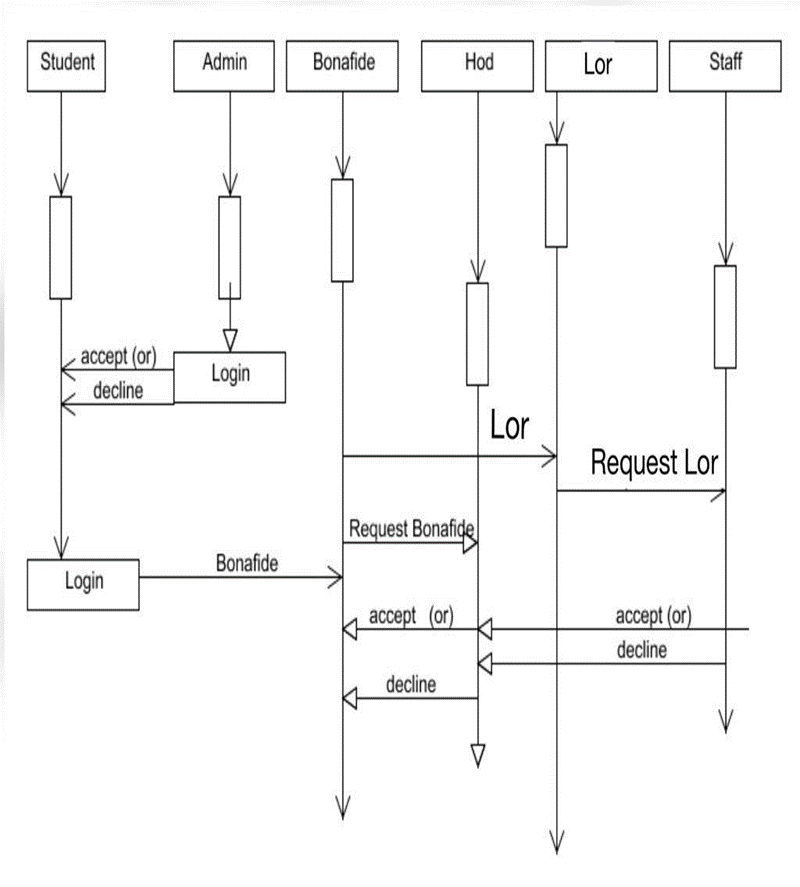 Student
Admin
Bonafide
Hod
Lor
Staff
accept (or)
Login
decline
Lor
Request Lor
Request Bonafide
Bonafide
Login
accept (or)
accept (or)
decline
decline